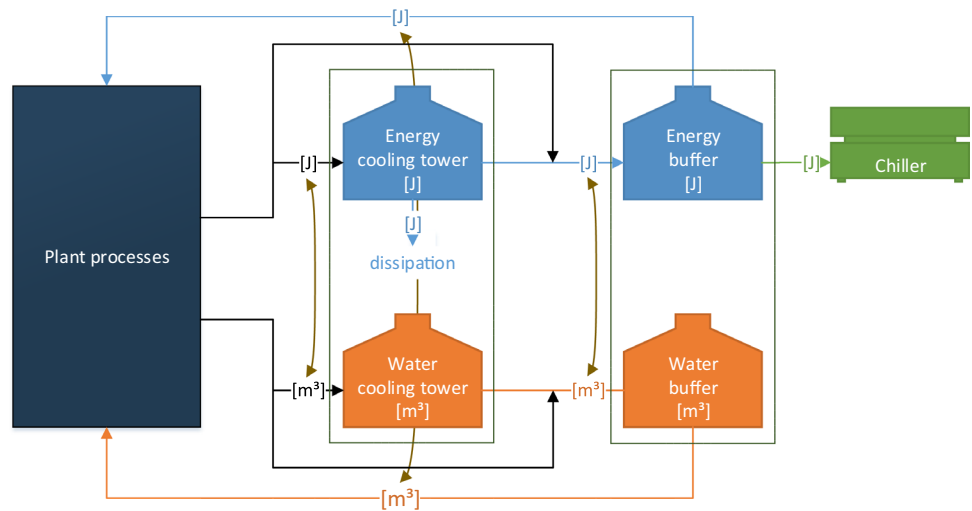 [J]
Energy
cooling tower
[J]
Energy
buffer
[J]
[J]
[J]
[J]
Chiller
[J]
Plant processes
dissipation
Water
cooling tower
[m³]
Water
buffer
[m³]
[m³]
[m³]
[m³]